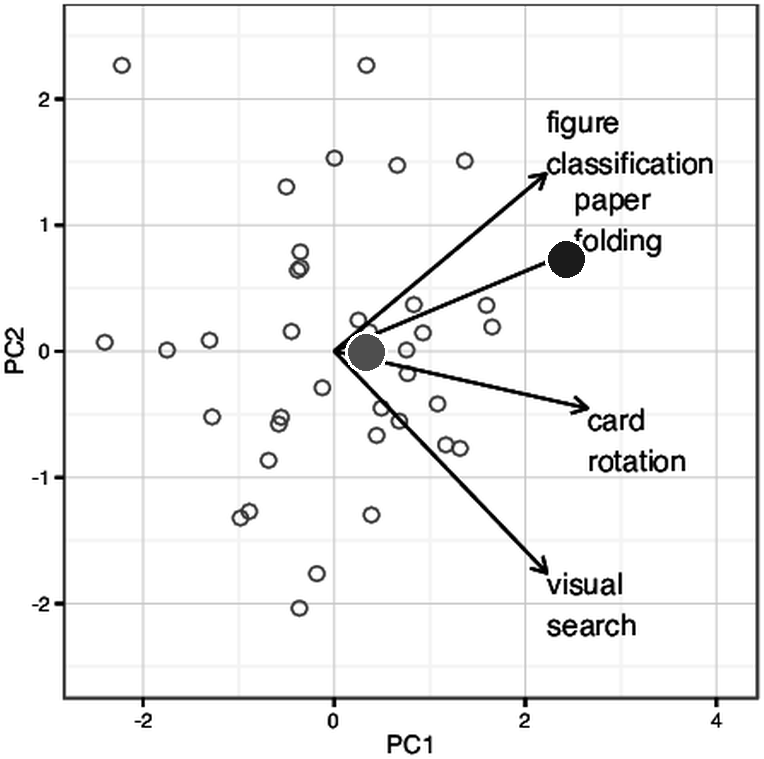 figure
classification
paper
folding
card
rotation
visual
search
PC2
2
1
0
-1
-2
-2
0
2
4
PC1